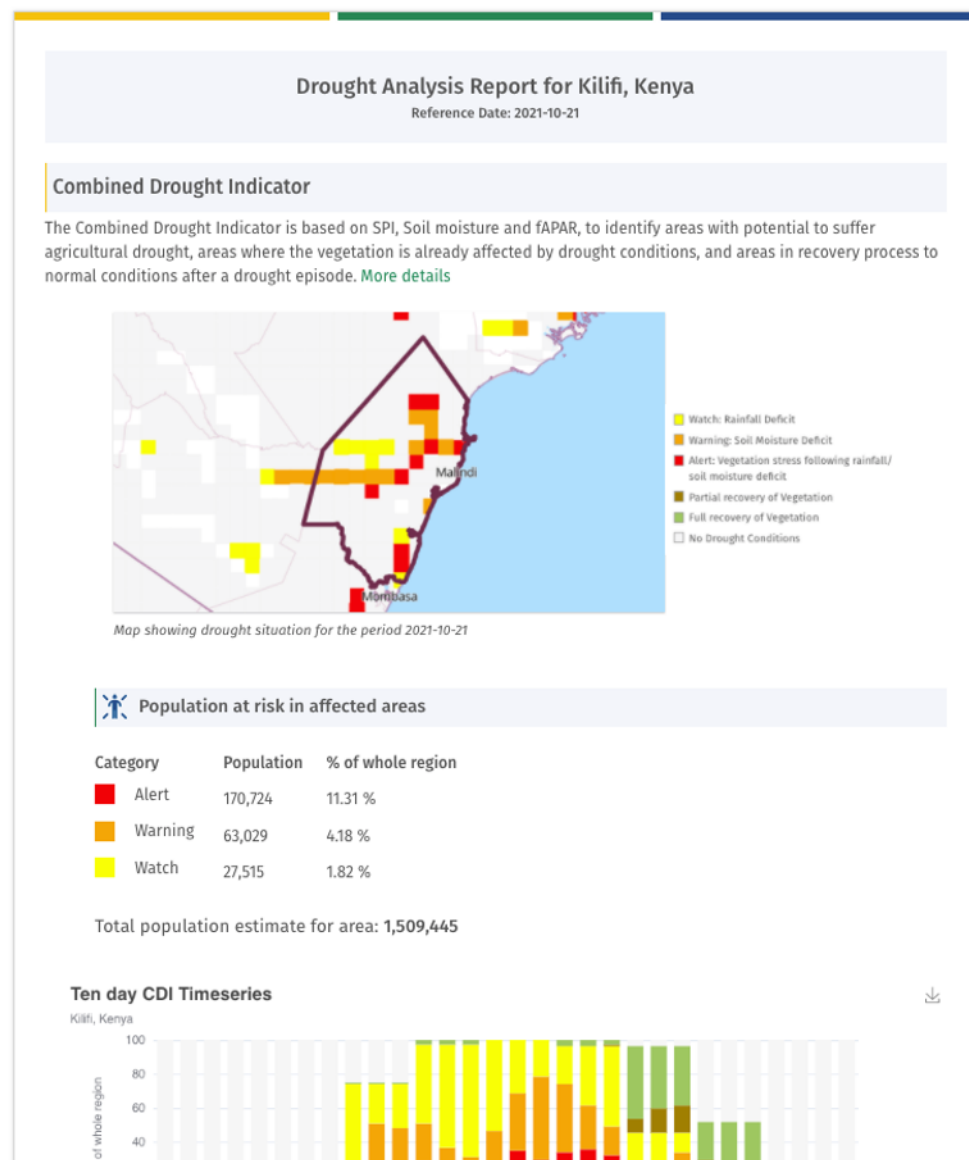 Drought Analysis Report for Kilifi, Kenya
Reference Date: 2021-10-21
Combined Drought Indicator
The Combined Drought Indicator is based on SPI, Soil moisture and fAPAR, to identify areas with potential to suffer
agricultural drought, areas where the vegetation is already affected by drought conditions, and areas in recovery process to
normal conditions after a drought episode. More details
Malindi
Mombasa
Watch: Rainfall Deficit
Warning: Soil Moisture Deficit
Alert: Vegetation stress following rainfall/
soil moisture deficit
Partial recovery of Vegetation
Full recovery of Vegetation
No Drought Conditions
Map showing drought situation for the period 2021-10-21
Population at risk in affected areas
Category Population % of whole region
Alert 170,724 11.31 %
Warning 63,029 4.18 %
Watch 27,515 1.82 %
Total population estimate for area: 1,509,445
Ten day CDI Timeseries
Kilifi, Kenya
100
80
60
40
of whole region